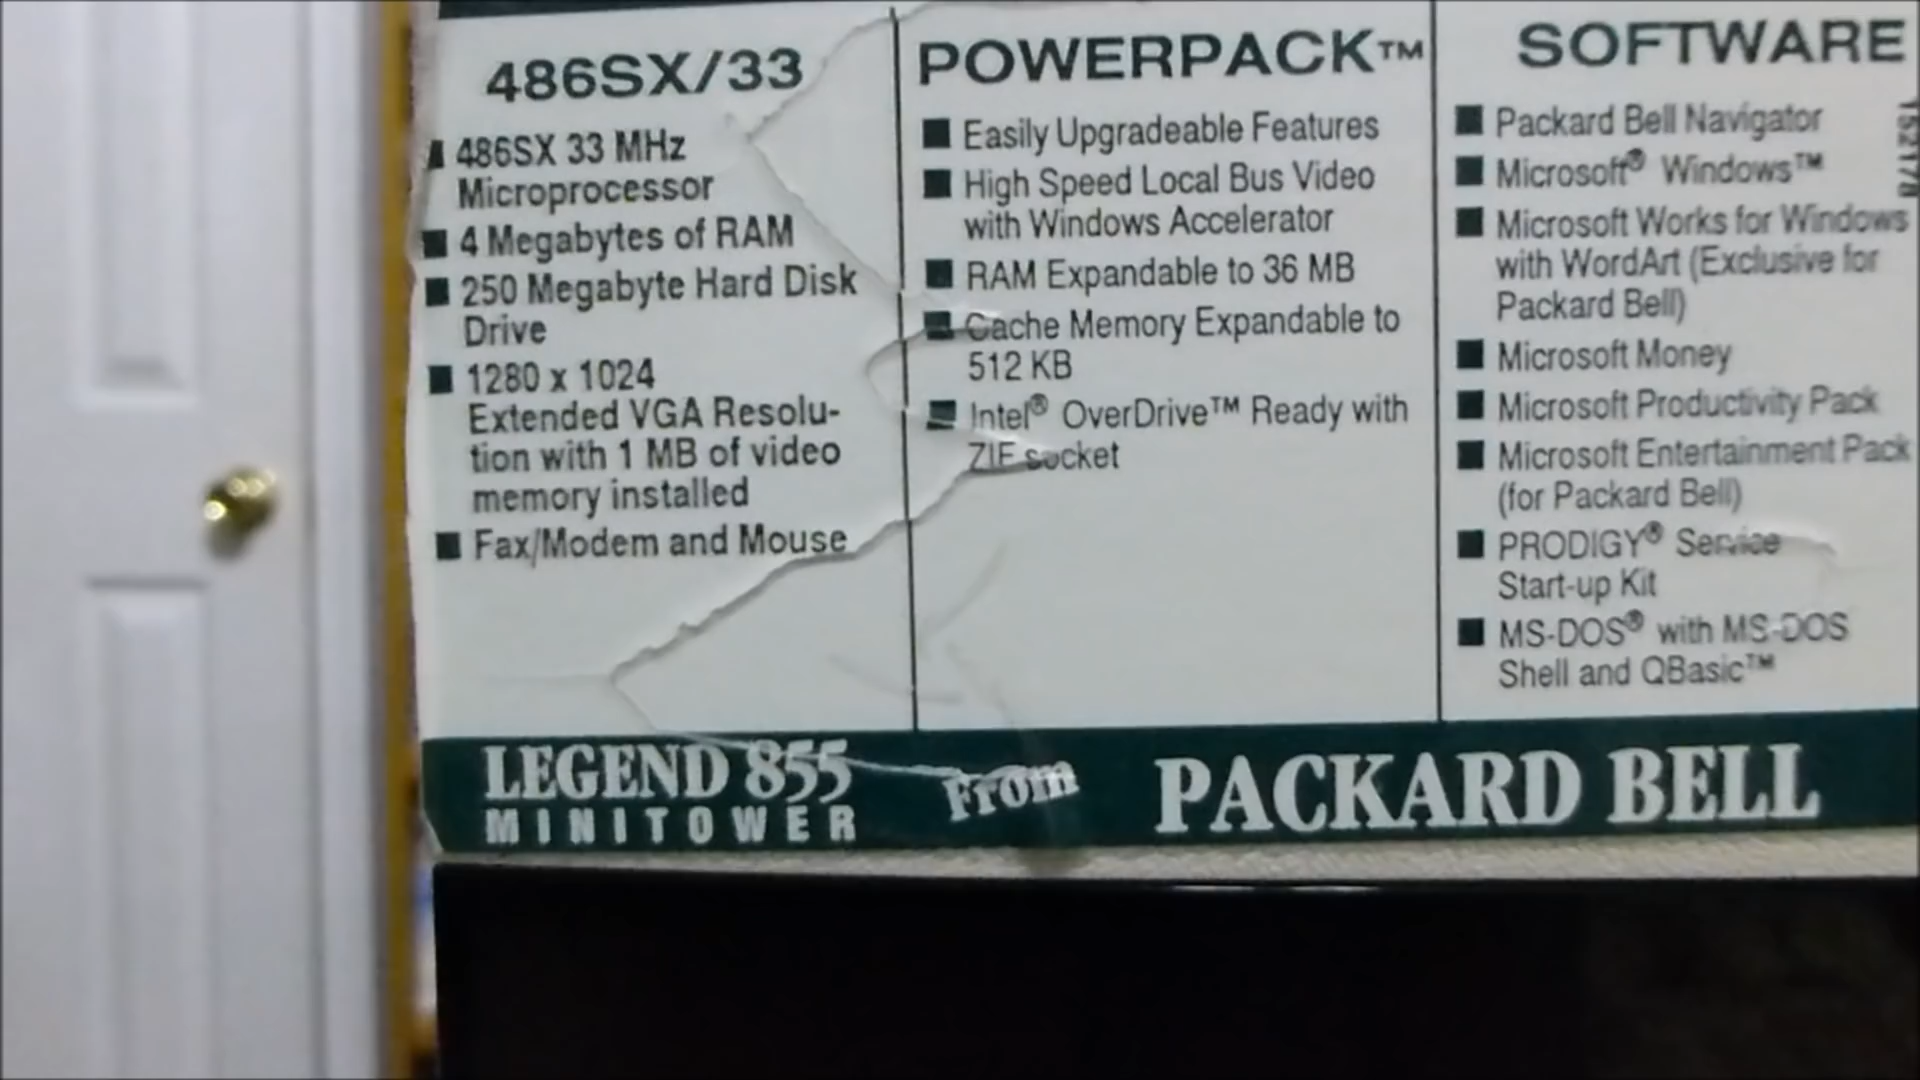 486SX/33
■ 486SX 33 MHz
Microprocessor
■ 4 Megabytes of RAM
■ 250 Megabyte Hard Disk
Drive
■ 1280 x 1024
Extended VGA Resolu-
tion with 1 MB of video
memory installed
■ Fax/Modem and Mouse
POWERPACK™
■ Easily Upgradeable Features
■ High Speed Local Bus Video
with Windows Accelerator
■ RAM Expandable to 36 MB
■ Cache Memory Expandable to
512 KB
■ Intel® OverDrive™ Ready with
ZIF socket
SOFTWARE
■ Packard Bell Navigator
■ Microsoft® Windows™
■ Microsoft Works for Windows
with WordArt (Exclusive for
Packard Bell)
■ Microsoft Money
■ Microsoft Productivity Pack
■ Microsoft Entertainment Pack
(for Packard Bell)
■ PRODIGY® Service
Start-up Kit
■ MS-DOS® with MS-DOS
Shell and QBasic™
152178
LEGEND 855
MINITOWER
From
PACKARD BELL